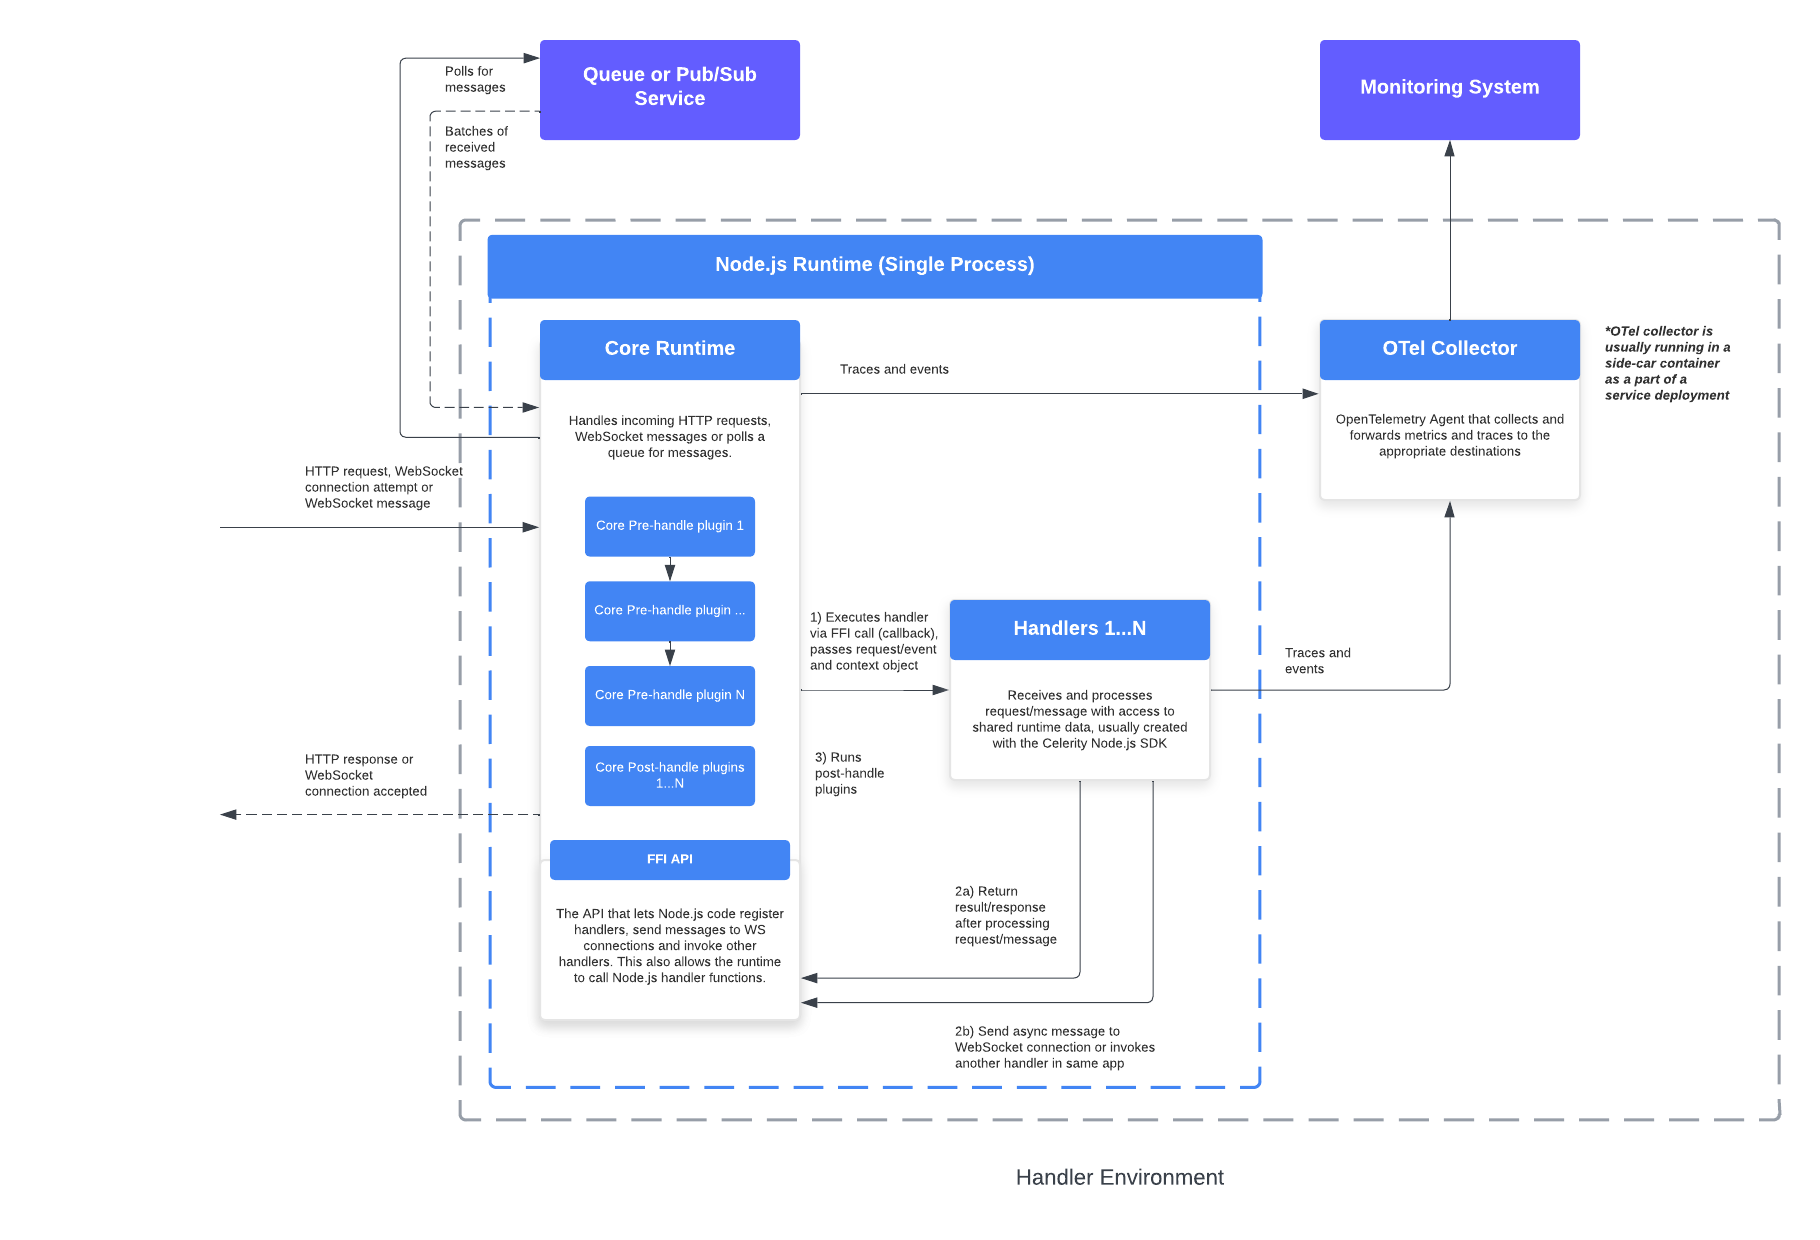 Queue or Pub/Sub
Service
Monitoring System
Polls for
messages
Batches of
received
messages
Node.js Runtime (Single Process)
Core Runtime
Handles incoming HTTP requests,
WebSocket messages or polls a
queue for messages.
Traces and events
OTel Collector
OpenTelemetry Agent that collects and
forwards metrics and traces to the
appropriate destinations
*OTel collector is
usually running in a
side-car container
as a part of a
service deployment
HTTP request, WebSocket
connection attempt or
WebSocket message
Core Pre-handle plugin 1
Core Pre-handle plugin ...
Core Pre-handle plugin N
Core Post-handle plugins
1...N
1) Executes handler
via FFI call (callback),
passes request/event
and context object
Handlers 1...N
Receives and processes
request/message with access to
shared runtime data, usually created
with the Celerity Node.js SDK
Traces and
events
HTTP response or
WebSocket
connection accepted
3) Runs
post-handle
plugins
FFI API
The API that lets Node.js code register
handlers, send messages to WS
connections and invoke other
handlers. This also allows the runtime
to call Node.js handler functions.
2a) Return
result/response
after processing
request/message
2b) Send async message to
WebSocket connection or invokes
another handler in same app
Handler Environment